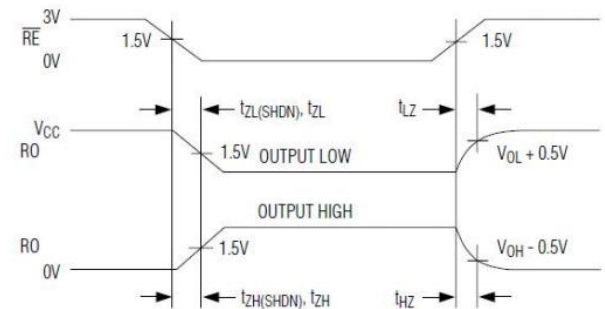 3V
RE
1.5V
1.5V
0V
tZL(SHDN), tZL
tLZ
VCC
RO
1.5V
OUTPUT LOW
VOL + 0.5V
OUTPUT HIGH
RO
1.5V
VOH - 0.5V
0V
tZH(SHDN), tZH
tHZ